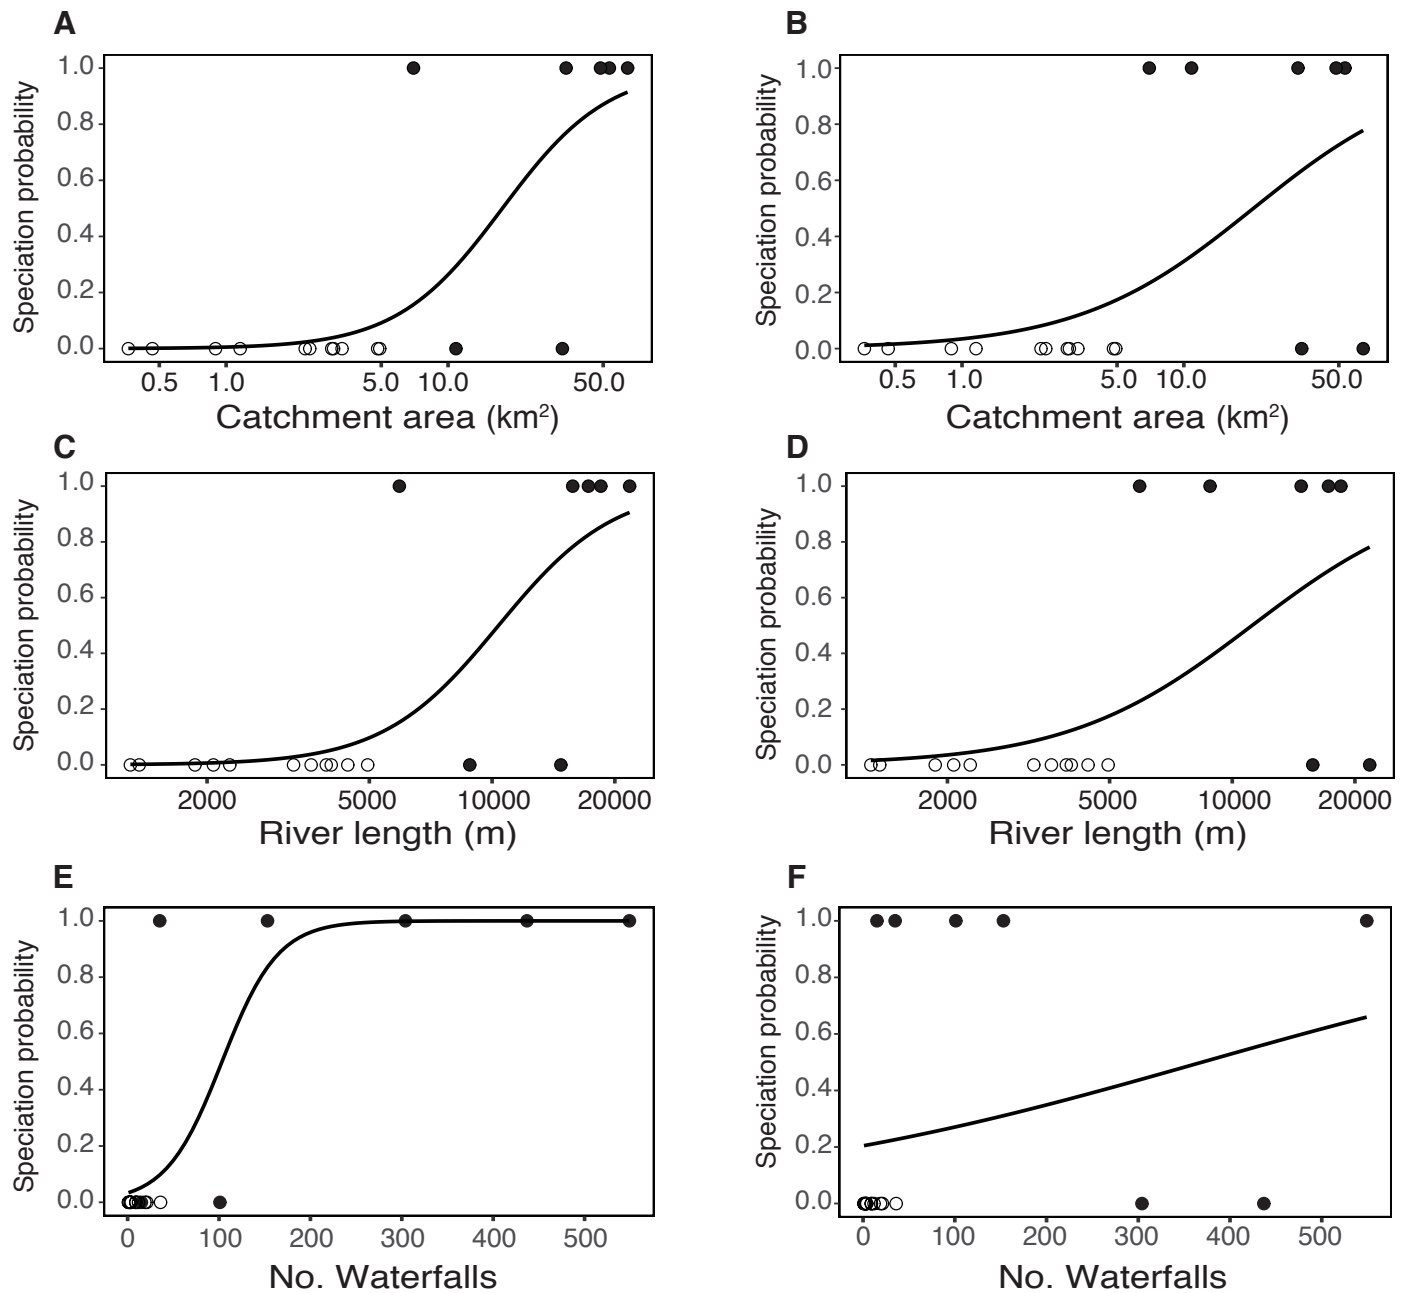 A
Speciation probability
1.0
0.8
0.6
0.4
0.2
0.0
0.5 1.0 5.0 10.0 50.0
Catchment area (km²)
B
Speciation probability
1.0
0.8
0.6
0.4
0.2
0.0
0.5 1.0 5.0 10.0 50.0
Catchment area (km²)
C
Speciation probability
1.0
0.8
0.6
0.4
0.2
0.0
2000 5000 10000 20000
River length (m)
D
Speciation probability
1.0
0.8
0.6
0.4
0.2
0.0
2000 5000 10000 20000
River length (m)
E
Speciation probability
1.0
0.8
0.6
0.4
0.2
0.0
0 100 200 300 400 500
No. Waterfalls
F
Speciation probability
1.0
0.8
0.6
0.4
0.2
0.0
0 100 200 300 400 500
No. Waterfalls